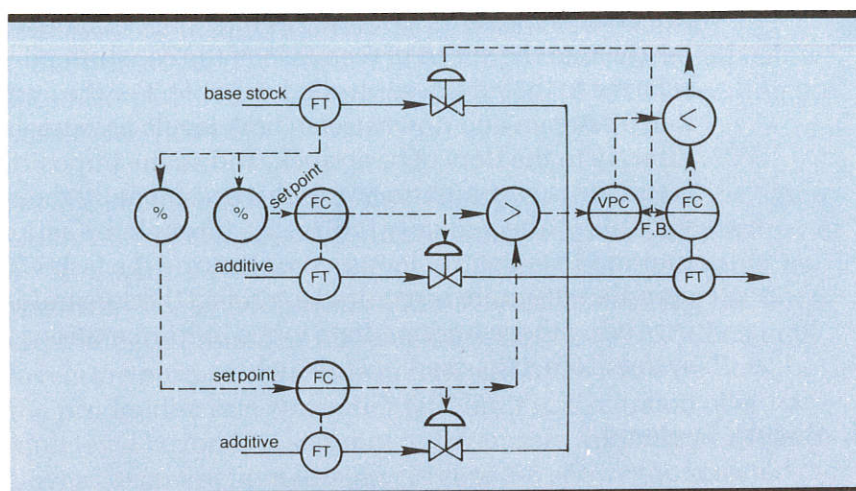 base stock
FT
<
%
%
set point
FC
>
VPC
FC
F.B.
additive
FT
FT
set point
FC
additive
FT